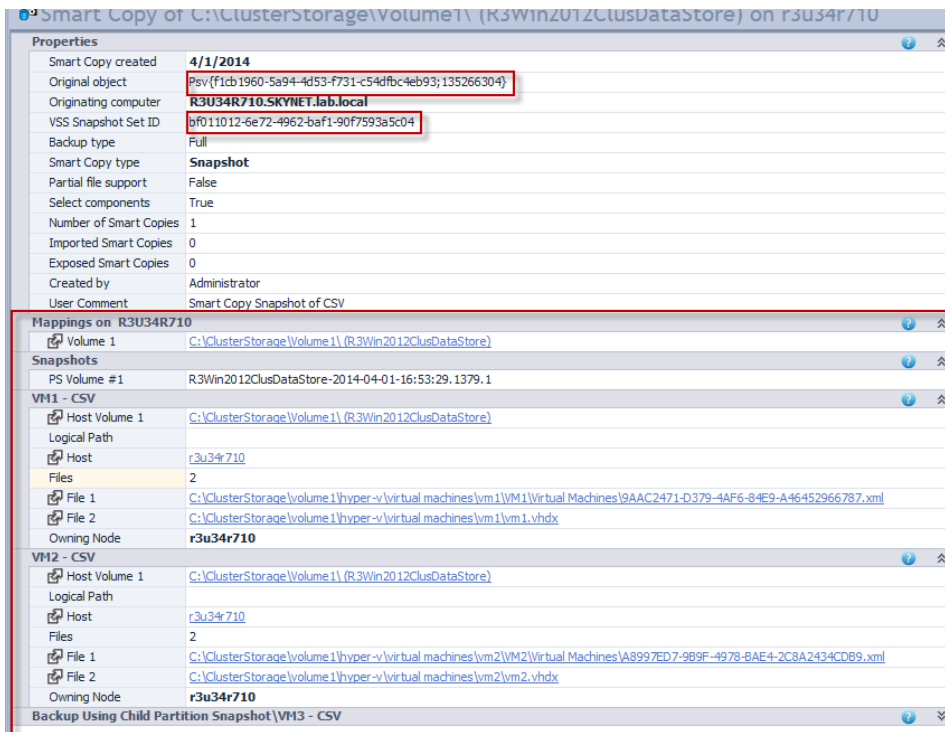 Smart Copy of C:\ClusterStorage\Volume1\ (R3Win2012ClusDataStore) on r3u34r710
Properties
Smart Copy created 4/1/2014
Original object Psv{f1cb1960-5a94-4d53-f731-c54dfbc4eb93;135266304}
Originating computer R3U34R710.SKYNET.lab.local
VSS Snapshot Set ID bf011012-6e72-4962-baf1-90f7593a5c04
Backup type Full
Smart Copy type Snapshot
Partial file support False
Select components True
Number of Smart Copies 1
Imported Smart Copies 0
Exposed Smart Copies 0
Created by Administrator
User Comment Smart Copy Snapshot of CSV
Mappings on R3U34R710
Volume 1 C:\ClusterStorage\Volume1\ (R3Win2012ClusDataStore)
Snapshots
PS Volume #1 R3Win2012ClusDataStore-2014-04-01-16:53:29.1379.1
VM1 - CSV
Host Volume 1 C:\ClusterStorage\Volume1\ (R3Win2012ClusDataStore)
Logical Path
Host r3u34r710
Files 2
File 1 C:\ClusterStorage\volume1\hyper-v\virtual machines\vm1\VM1\Virtual Machines\9AAC2471-D379-4AF6-84E9-A46452966787.xml
File 2 C:\ClusterStorage\volume1\hyper-v\virtual machines\vm1\vm1.vhdx
Owning Node r3u34r710
VM2 - CSV
Host Volume 1 C:\ClusterStorage\Volume1\ (R3Win2012ClusDataStore)
Logical Path
Host r3u34r710
Files 2
File 1 C:\ClusterStorage\volume1\hyper-v\virtual machines\vm2\VM2\Virtual Machines\A8997ED7-9B9F-4978-BAE4-2C8A2434CDB9.xml
File 2 C:\ClusterStorage\volume1\hyper-v\virtual machines\vm2\vm2.vhdx
Owning Node r3u34r710
Backup Using Child Partition Snapshot\VM3 - CSV